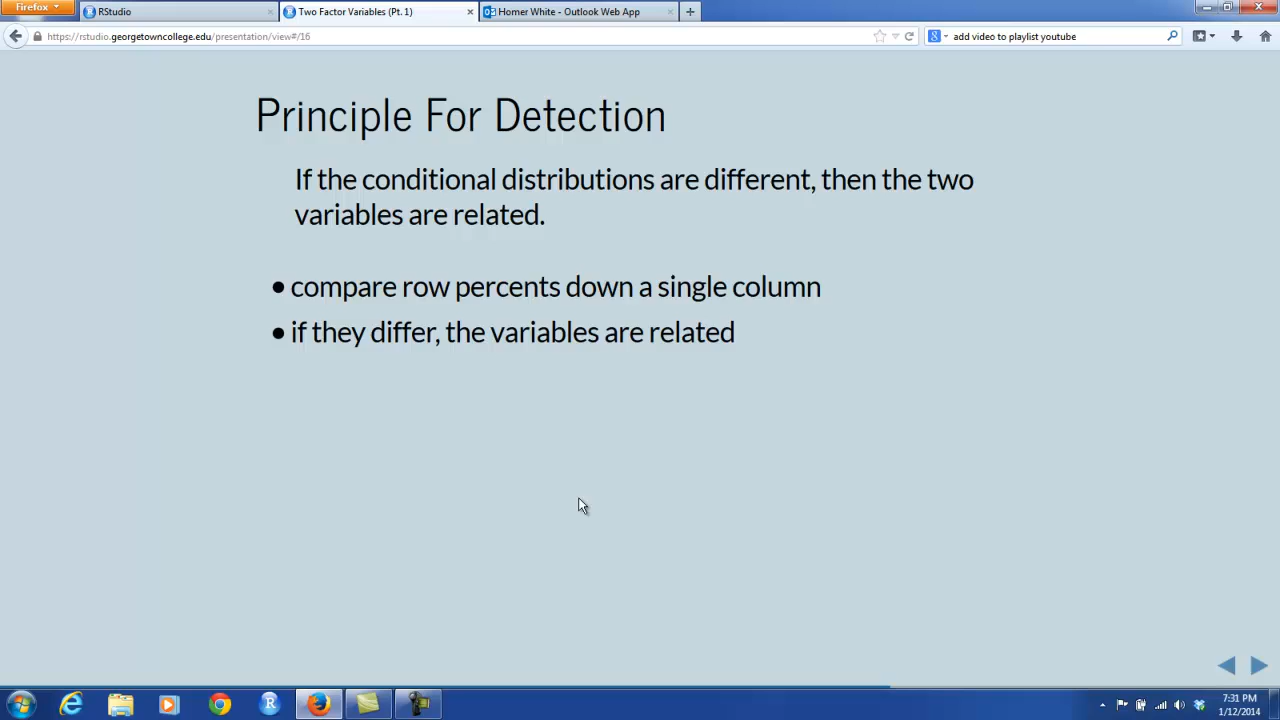 Firefox
RStudio
Two Factor Variables (Pt. 1)
Homer White - Outlook Web App
https://rstudio.georgetowncollege.edu/presentation/view#/16
add video to playlist youtube
Principle For Detection
If the conditional distributions are different, then the two
variables are related.
• compare row percents down a single column
• if they differ, the variables are related
7:31 PM
1/12/2014